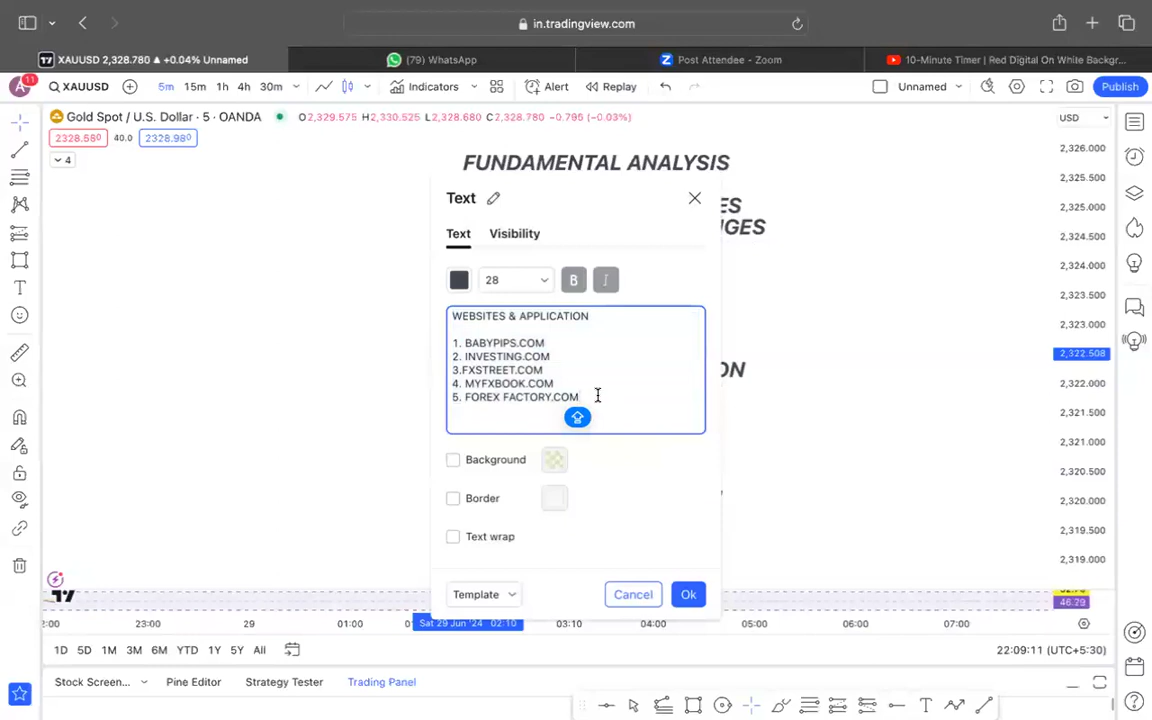 in.tradingview.com
XAUUSD 2,328.780 ▲ +0.04% Unnamed
(79) WhatsApp
Post Attendee - Zoom
10-Minute Timer | Red Digital On White Backgr...
11
A
XAUUSD
5m 15m 1h 4h 30m
Indicators
Alert
Replay
Unnamed
Publish
Gold Spot / U.S. Dollar · 5 · OANDA
O2,329.575 H2,330.525 L2,328.680 C2,328.780 −0.795 (−0.03%)
USD
2328.580
40.0
2328.980
4
FUNDAMENTAL ANALYSIS
ES
GES
ON
Text
Text
Visibility
28
B
I
WEBSITES & APPLICATION
1. BABYPIPS.COM
2. INVESTING.COM
3.FXSTREET.COM
4. MYFXBOOK.COM
5. FOREX FACTORY.COM
Background
Border
Text wrap
Template
Cancel
Ok
2,326.000
2,325.500
2,325.000
2,324.500
2,324.000
2,323.500
2,323.000
2,322.508
2,322.000
2,321.500
2,321.000
2,320.500
2,320.000
2,319.500
2,319.000
46.29
2:00 23:00 29 01:00 Sat 29 Jun '24 02:10 03:10 04:00 05:00 06:00 07:00
1D 5D 1M 3M 6M YTD 1Y 5Y All
22:09:11 (UTC+5:30)
Stock Screen...
Pine Editor
Strategy Tester
Trading Panel